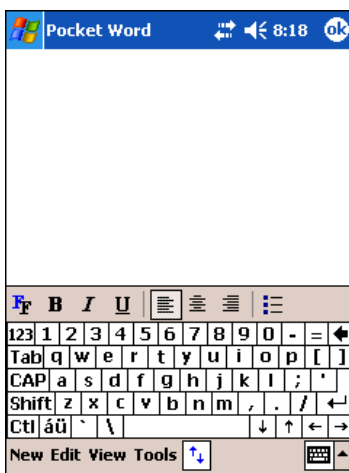 Pocket Word 8:18 ok
FF B I U
123 1 2 3 4 5 6 7 8 9 0 - =
Tab q w e r t y u i o p [ ]
CAP a s d f g h j k l ; '
Shift z x c v b n m , . /
Ctl áü ` \
New Edit View Tools